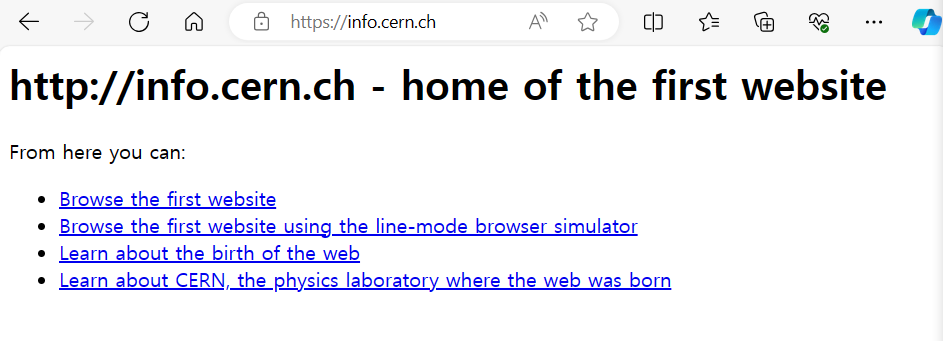 https://info.cern.ch
http://info.cern.ch - home of the first website
From here you can:
Browse the first website
Browse the first website using the line-mode browser simulator
Learn about the birth of the web
Learn about CERN, the physics laboratory where the web was born